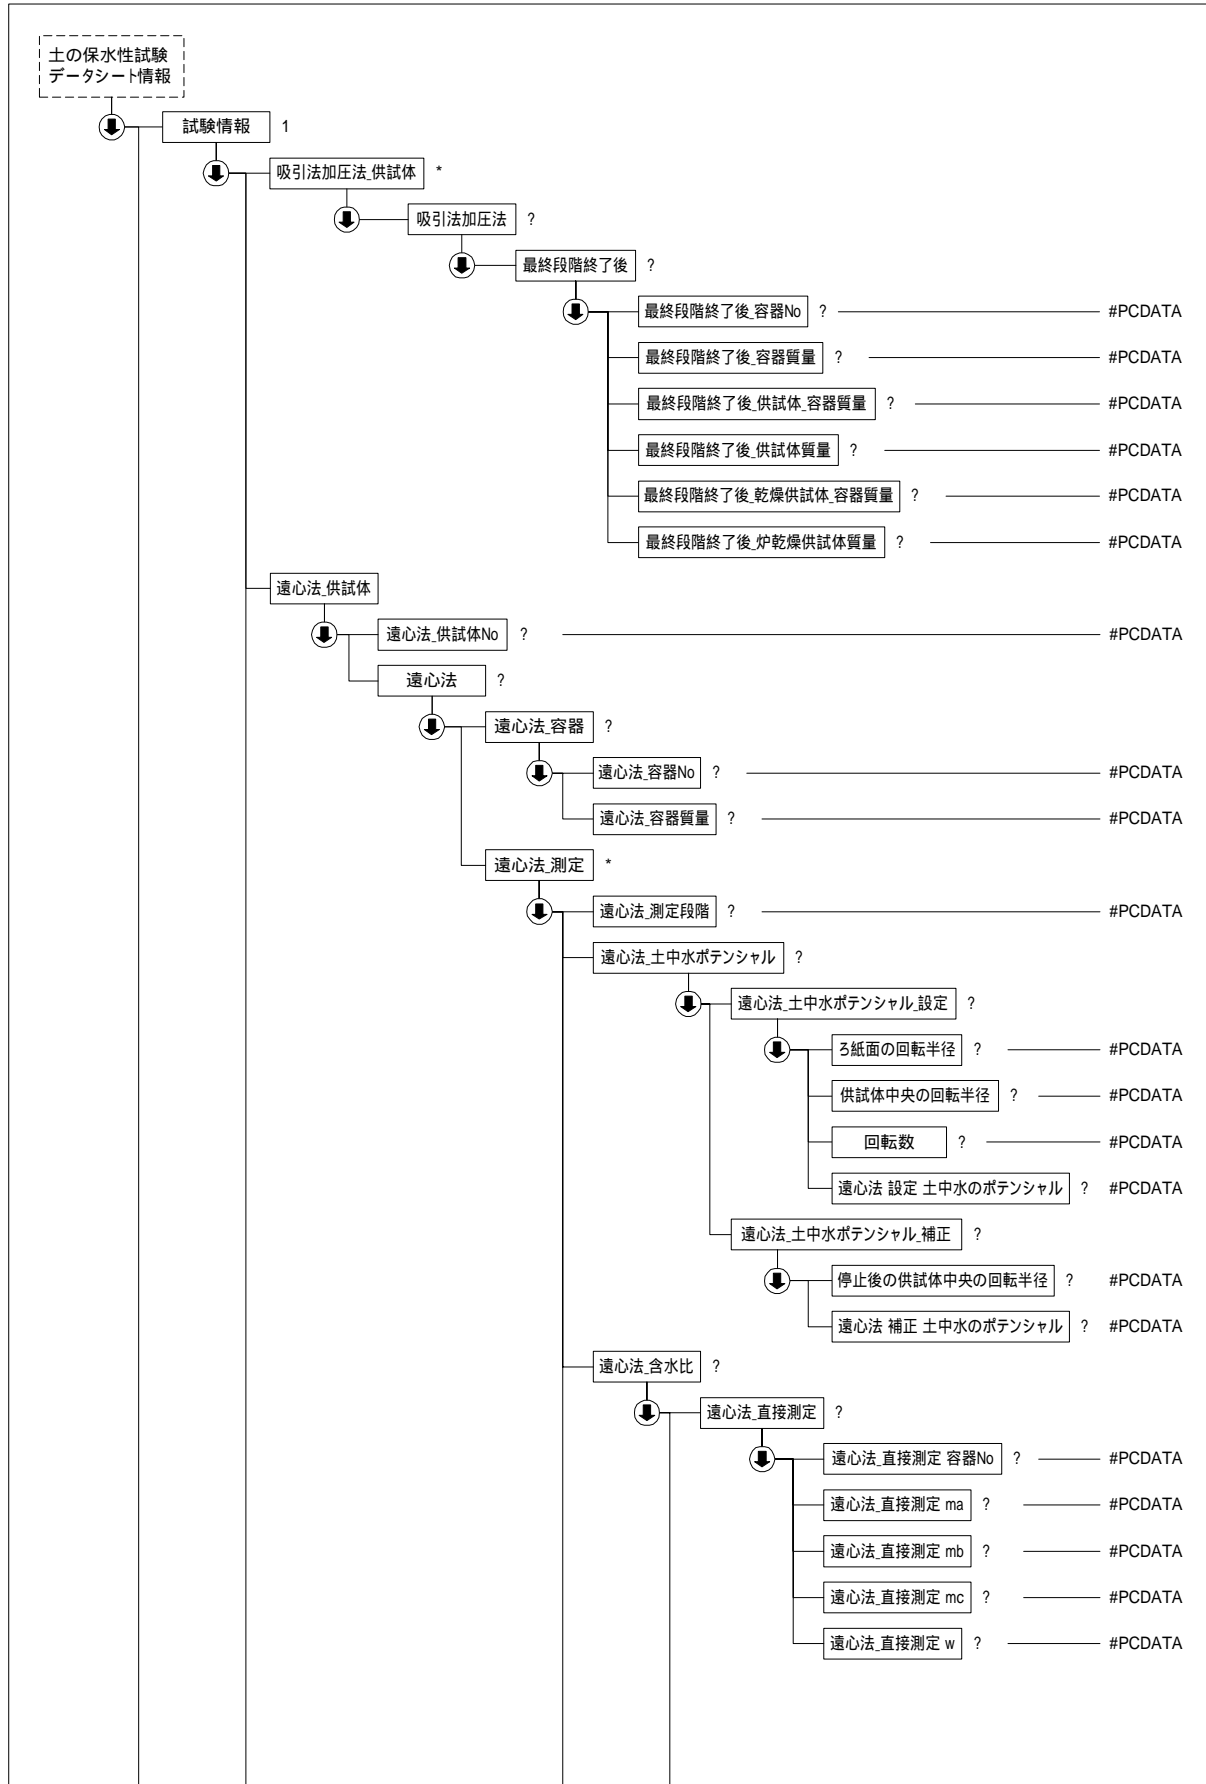 土の保水性試験
データシート情報
試験情報 1
吸引法加圧法_供試体 *
吸引法加圧法 ?
最終段階終了後 ?
最終段階終了後_容器No ? #PCDATA
最終段階終了後_容器質量 ? #PCDATA
最終段階終了後_供試体_容器質量 ? #PCDATA
最終段階終了後_供試体質量 ? #PCDATA
最終段階終了後_乾燥供試体_容器質量 ? #PCDATA
最終段階終了後_炉乾燥供試体質量 ? #PCDATA
遠心法_供試体
遠心法_供試体No ? #PCDATA
遠心法 ?
遠心法_容器 ?
遠心法_容器No ? #PCDATA
遠心法_容器質量 ? #PCDATA
遠心法_測定 *
遠心法_測定段階 ? #PCDATA
遠心法_土中水ポテンシャル ?
遠心法_土中水ポテンシャル_設定 ?
ろ紙面の回転半径 ? #PCDATA
供試体中央の回転半径 ? #PCDATA
回転数 ? #PCDATA
遠心法 設定 土中水のポテンシャル ? #PCDATA
遠心法_土中水ポテンシャル_補正 ?
停止後の供試体中央の回転半径 ? #PCDATA
遠心法 補正 土中水のポテンシャル ? #PCDATA
遠心法_含水比 ?
遠心法_直接測定 ?
遠心法_直接測定 容器No ? #PCDATA
遠心法_直接測定 ma ? #PCDATA
遠心法_直接測定 mb ? #PCDATA
遠心法_直接測定 mc ? #PCDATA
遠心法_直接測定 w ? #PCDATA